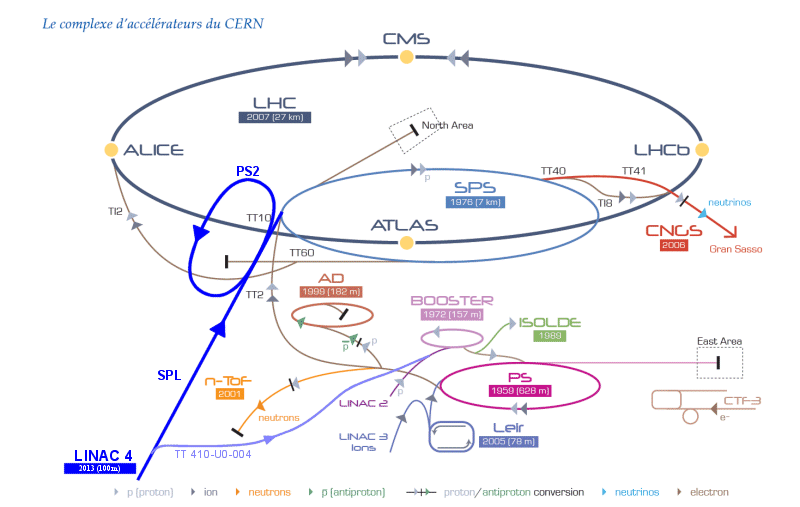 Le complexe d'accélérateurs du CERN
CMS
LHC
2007 (27 km)
North Area
ALICE
PS2
TT40
TT41
LHCb
p
SPS
1976 (7 km)
TI8
neutrinos
TI2
TT10
ATLAS
CNGS
2006
Gran Sasso
TT60
AD
1999 (182 m)
TT2
BOOSTER
1972 (157 m)
ISOLDE
1989
East Area
p
p̅
SPL
n-ToF
2001
PS
1959 (628 m)
p
LINAC 2
neutrons
CTF3
e-
LINAC 3
Ions
Leir
2005 (78 m)
LINAC 4
2013 (100m)
TT 410-U0-004
p (proton)
ion
neutrons
p̅ (antiproton)
proton/antiproton conversion
neutrinos
electron